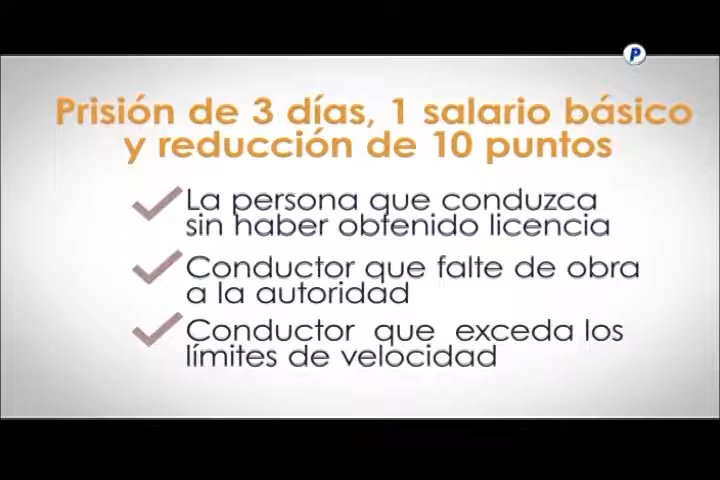 P
Prisión de 3 días, 1 salario básico
y reducción de 10 puntos
La persona que conduzca
sin haber obtenido licencia
Conductor que falte de obra
a la autoridad
Conductor que exceda los
límites de velocidad